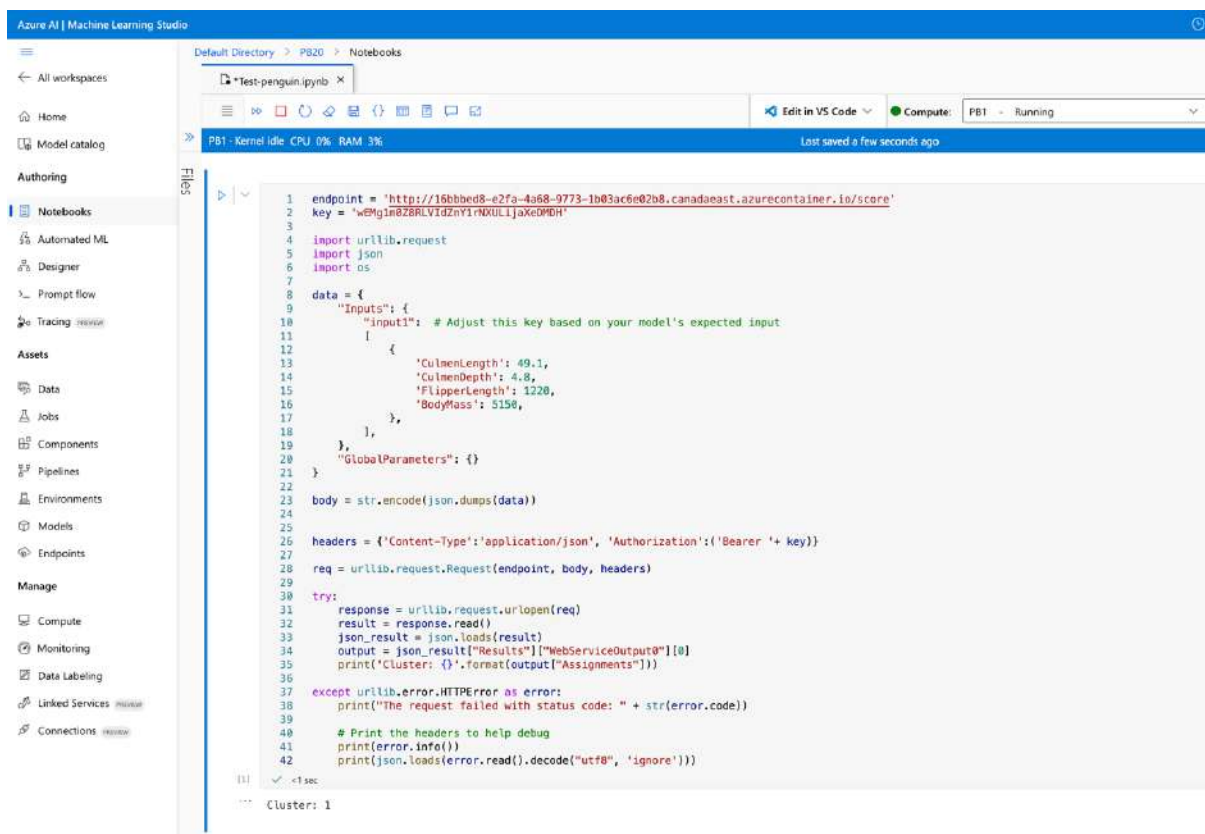 Azure AI | Machine Learning Studio
Default Directory > PB20 > Notebooks
All workspaces
*Test-penguin.ipynb ×
Home
Model catalog
Edit in VS Code
Compute:
PB1 - Running
PB1 - Kernel idle CPU 0% RAM 3%
Last saved a few seconds ago
Files
Authoring
Notebooks
Automated ML
Designer
Prompt flow
Tracing PREVIEW
Assets
Data
Jobs
Components
Pipelines
Environments
Models
Endpoints
Manage
Compute
Monitoring
Data Labeling
Linked Services PREVIEW
Connections PREVIEW
1 endpoint = 'http://16bbbed8-e2fa-4a68-9773-1b03ac6e02b8.canadaeast.azurecontainer.io/score'
2 key =
3
4 import urllib.request
5 import json
6 import os
7
8 data = {
9 "Inputs": {
10 "input1": # Adjust this key based on your model's expected input
11 [
12 {
13 'CulmenLength': 49.1,
14 'CulmenDepth': 4.8,
15 'FlipperLength': 1220,
16 'BodyMass': 5150,
17 },
18 ],
19 },
20 "GlobalParameters": {}
21 }
22
23 body = str.encode(json.dumps(data))
24
25
26 headers = {'Content-Type':'application/json', 'Authorization':('Bearer '+ key)}
27
28 req = urllib.request.Request(endpoint, body, headers)
29
30 try:
31 response = urllib.request.urlopen(req)
32 result = response.read()
33 json_result = json.loads(result)
34 output = json_result["Results"]["WebServiceOutput0"][0]
35 print('Cluster: {}'.format(output["Assignments"]))
36
37 except urllib.error.HTTPError as error:
38 print("The request failed with status code: " + str(error.code))
39
40 # Print the headers to help debug
41 print(error.info())
42 print(json.loads(error.read().decode("utf8", 'ignore')))
[1] <1 sec
Cluster: 1